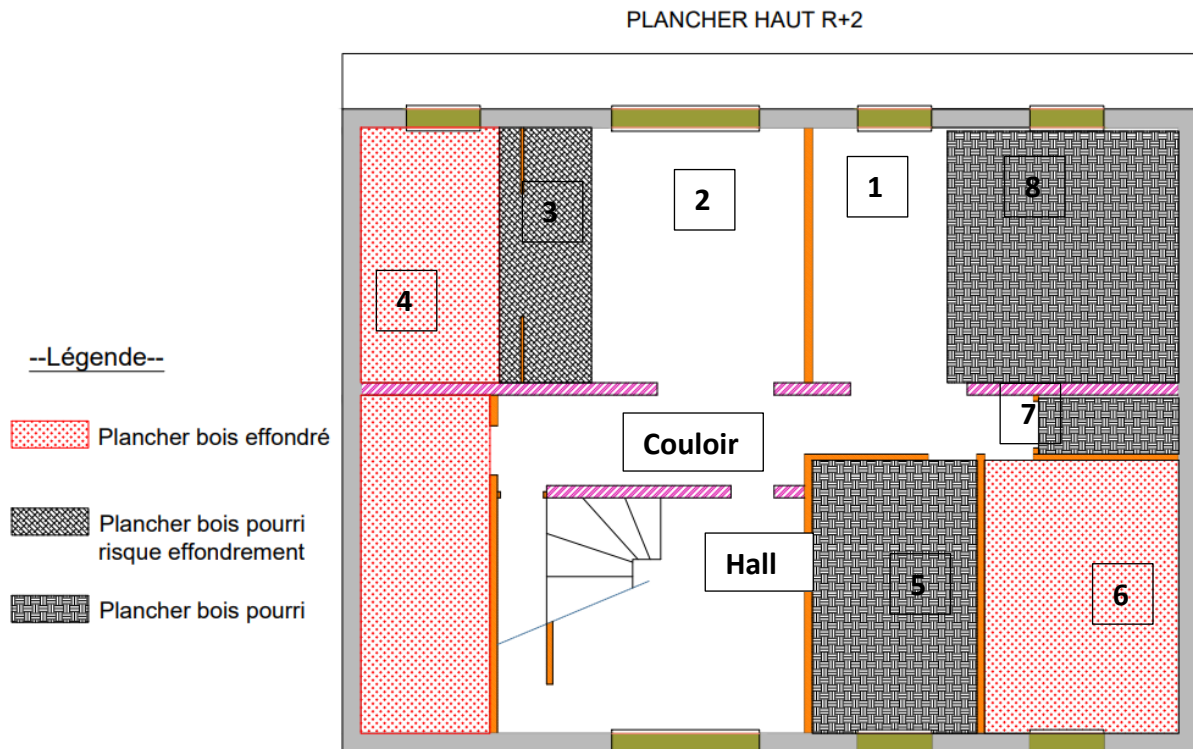 PLANCHER HAUT R+2
1
8
2
3
4
--Légende--
Plancher bois effondré
Plancher bois pourri
risque effondrement
Plancher bois pourri
7
Couloir
Hall
5
6